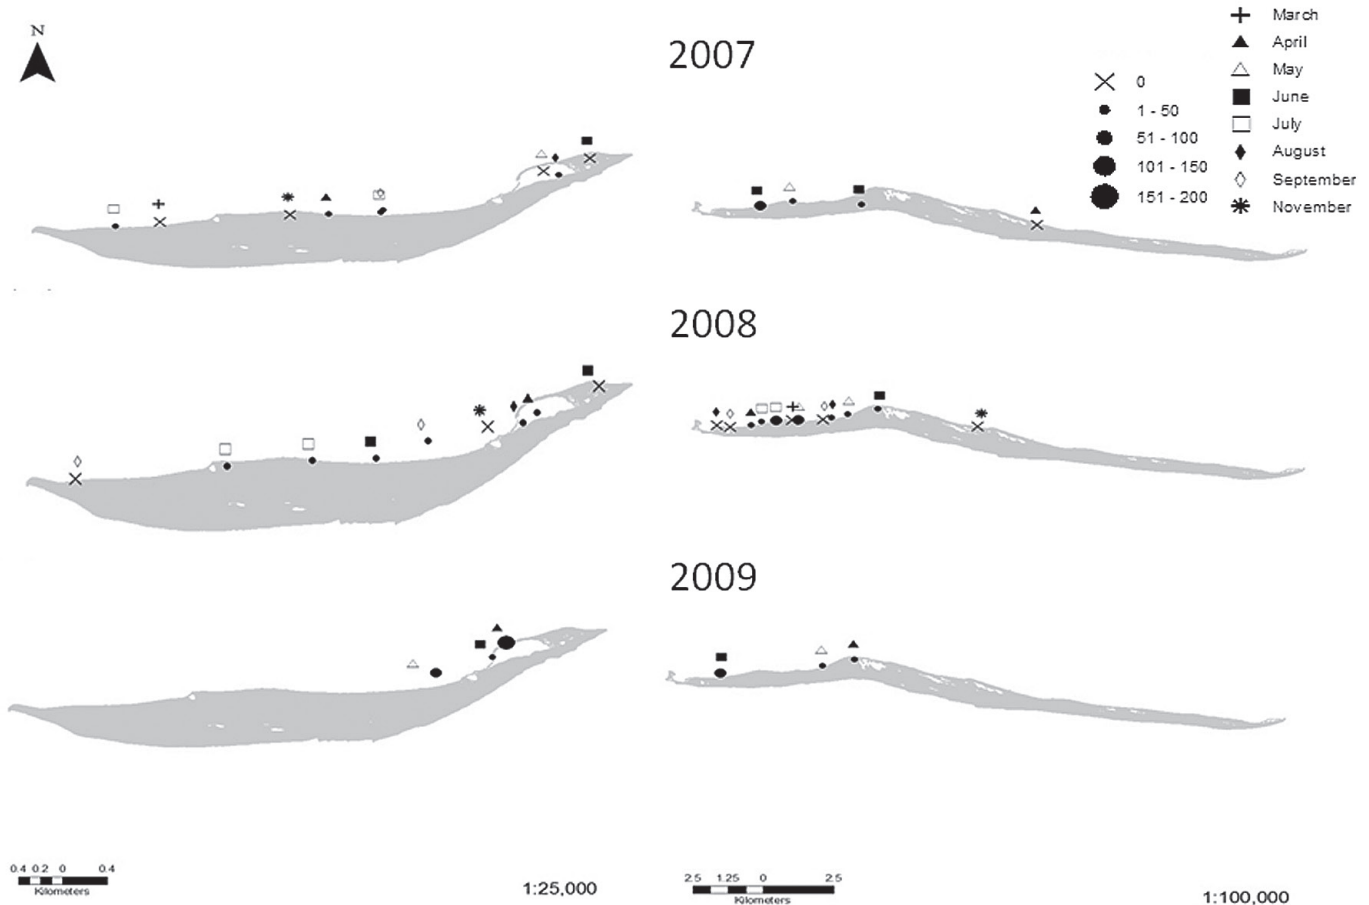 N
2007
March
April
May
June
July
August
September
November
0
1 - 50
51 - 100
101 - 150
151 - 200
2008
2009
0.4 0.2 0 0.4
Kilometers
1:25,000
2.5 1.25 0 2.5
Kilometers
1:100,000